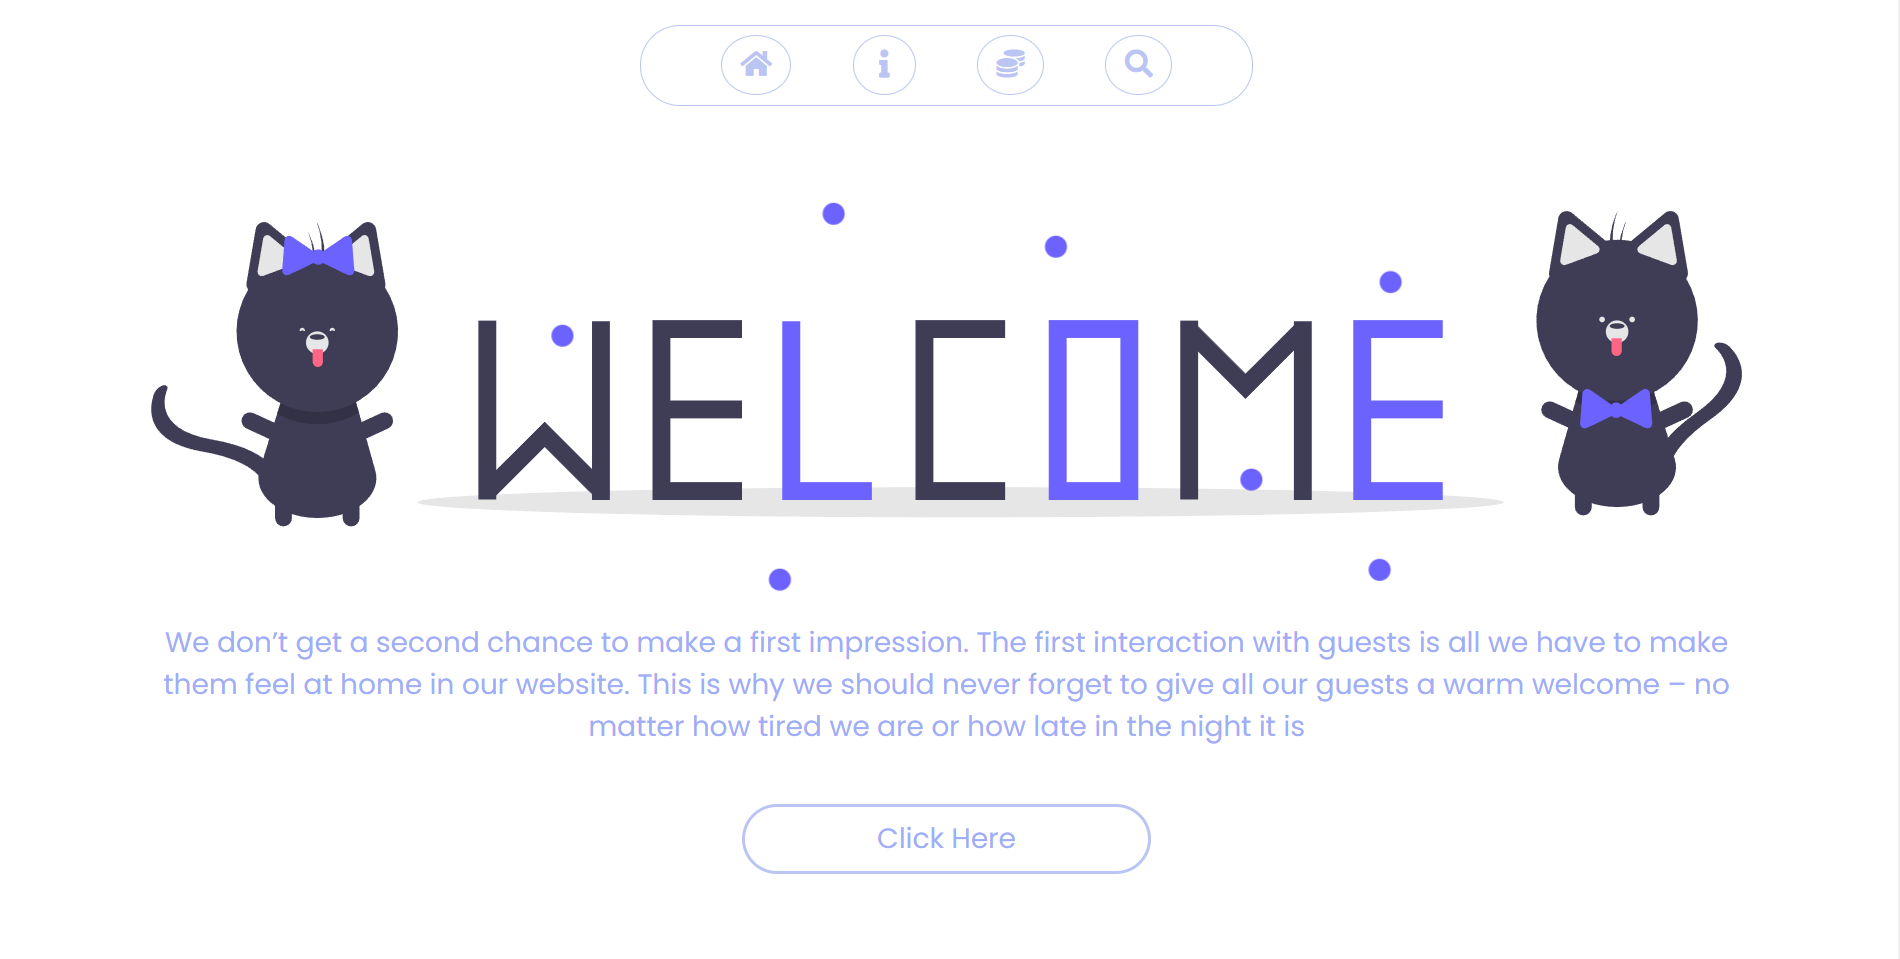 WELCOME
We don’t get a second chance to make a first impression. The first interaction with guests is all we have to make
them feel at home in our website. This is why we should never forget to give all our guests a warm welcome – no
matter how tired we are or how late in the night it is
Click Here